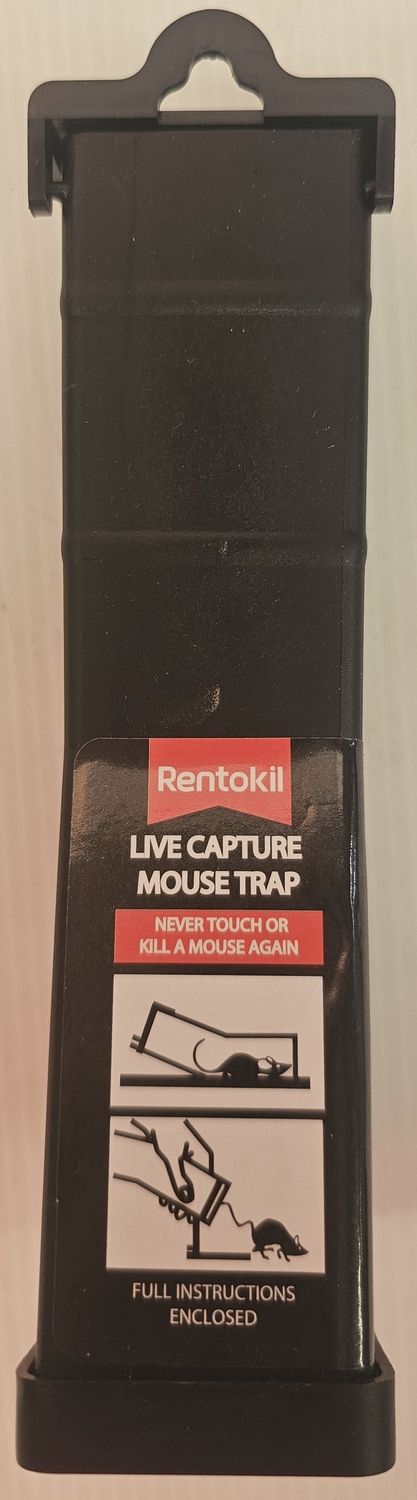 Rentokil
LIVE CAPTURE
MOUSE TRAP
NEVER TOUCH OR
KILL A MOUSE AGAIN
FULL INSTRUCTIONS
ENCLOSED